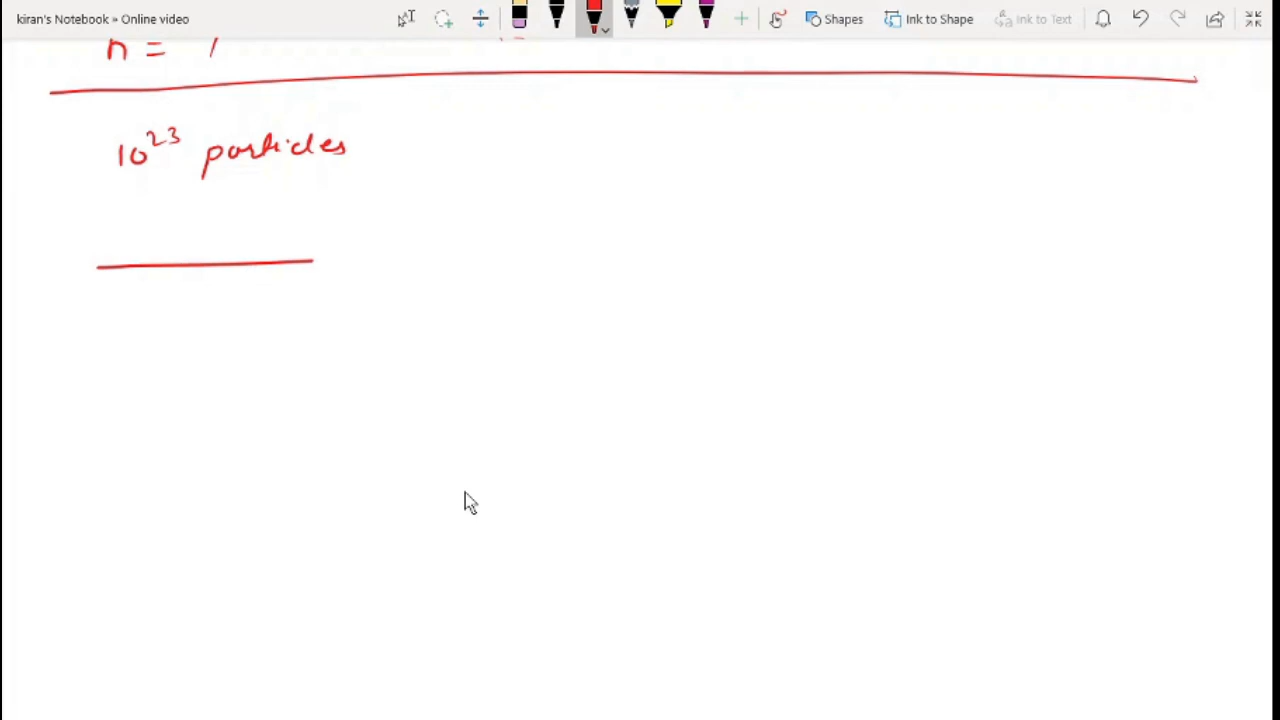 kiran's Notebook » Online video
Shapes
Ink to Shape
Ink to Text
n =
10²³ particles